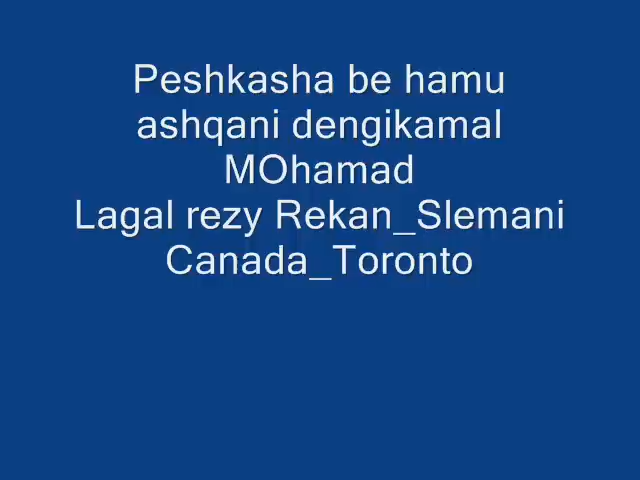 Peshkasha be hamu
ashqani dengikamal
MOhamad
Lagal rezy Rekan_Slemani
Canada_Toronto